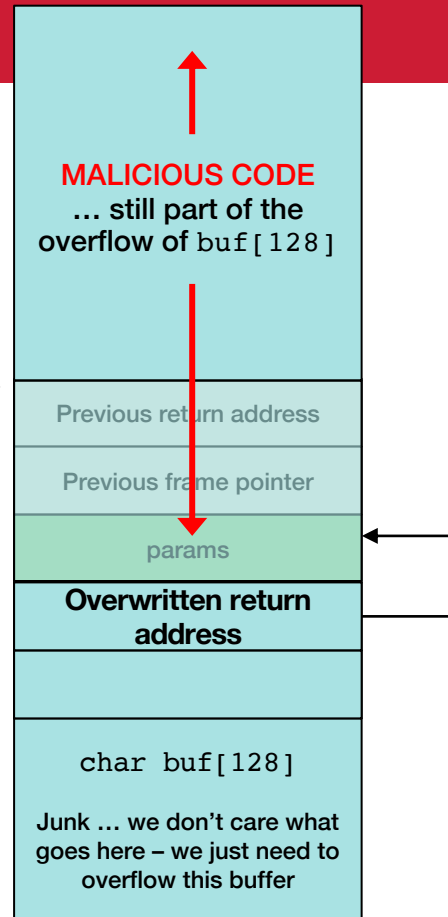 MALICIOUS CODE
… still part of the
overflow of buf[128]
Previous return address
Previous frame pointer
params
Overwritten return
address
char buf[128]
Junk … we don’t care what
goes here – we just need to
overflow this buffer